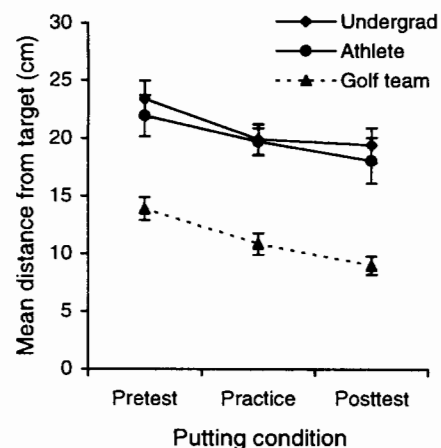 30
25
20
15
10
5
0
Mean distance from target (cm)
Undergrad
Athlete
Golf team
Pretest Practice Posttest
Putting condition